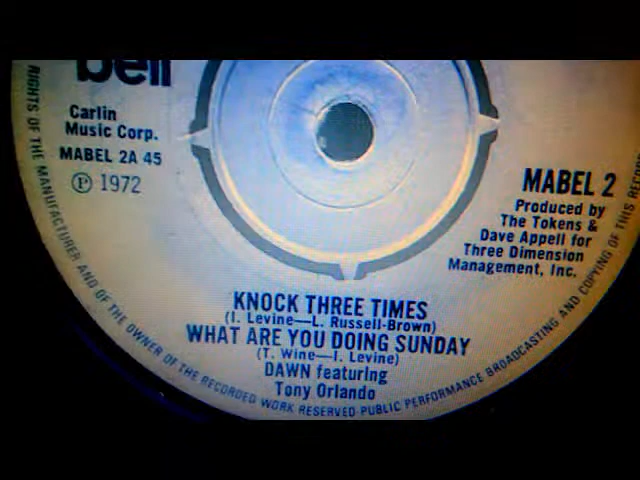 bell
Carlin
Music Corp.
MABEL 2A 45
Ⓟ 1972
MABEL 2
Produced by
The Tokens &
Dave Appell for
Three Dimension
Management, Inc.
KNOCK THREE TIMES
(I. Levine—L. Russell-Brown)
WHAT ARE YOU DOING SUNDAY
(T. Wine—I. Levine)
DAWN featuring
Tony Orlando
RIGHTS OF THE MANUFACTURER AND OF THE OWNER OF THE RECORDED WORK RESERVED·PUBLIC PERFORMANCE BROADCASTING AND COPYING OF THIS